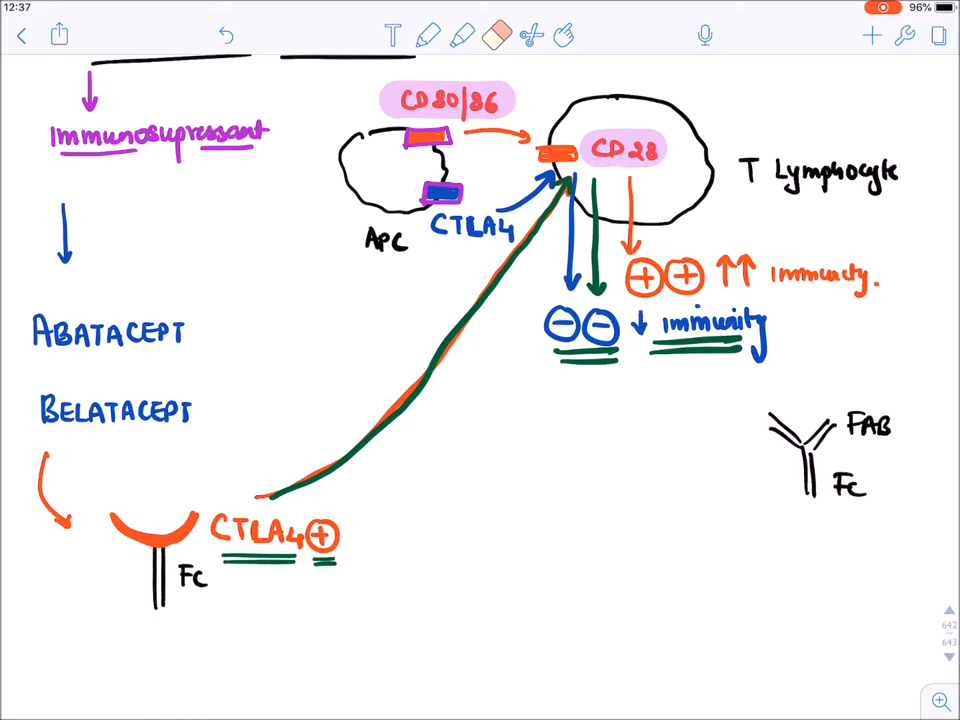 12:37
96%
T
CD80/86
Immunosupressant
CD28
T Lymphocyte
CTLA4
APC
++ ↑↑ Immunity.
−− ↓ immunity
ABATACEPT
BELATACEPT
FAB
FC
CTLA4+
FC
642
643